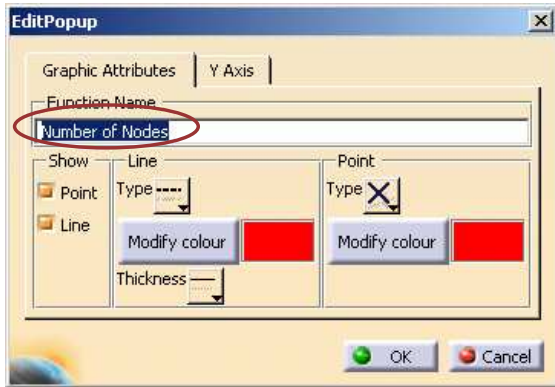 EditPopup
Graphic Attributes
Y Axis
Function Name
Number of Nodes
Show
Line
Point
Point
Type
Type
Line
Modify colour
Modify colour
Thickness
OK
Cancel